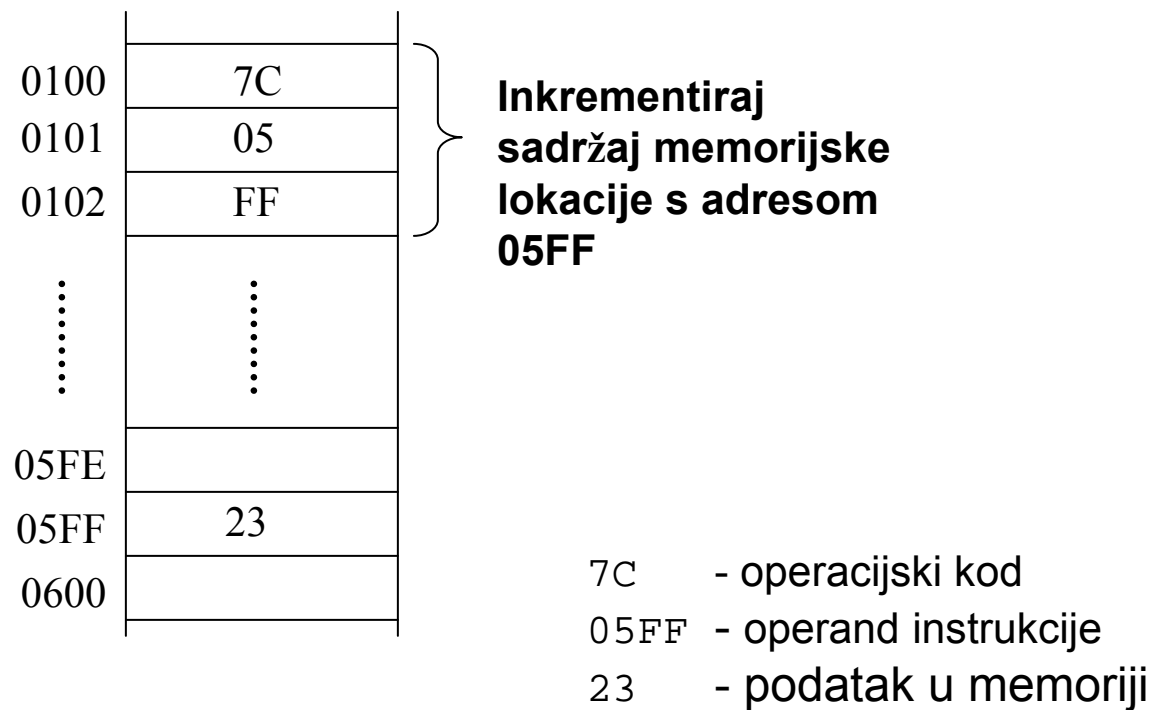 0100 7C
0101 05
0102 FF
Inkrementiraj
sadržaj memorijske
lokacije s adresom
05FF
05FE
05FF 23
0600
7C - operacijski kod
05FF - operand instrukcije
23 - podatak u memoriji